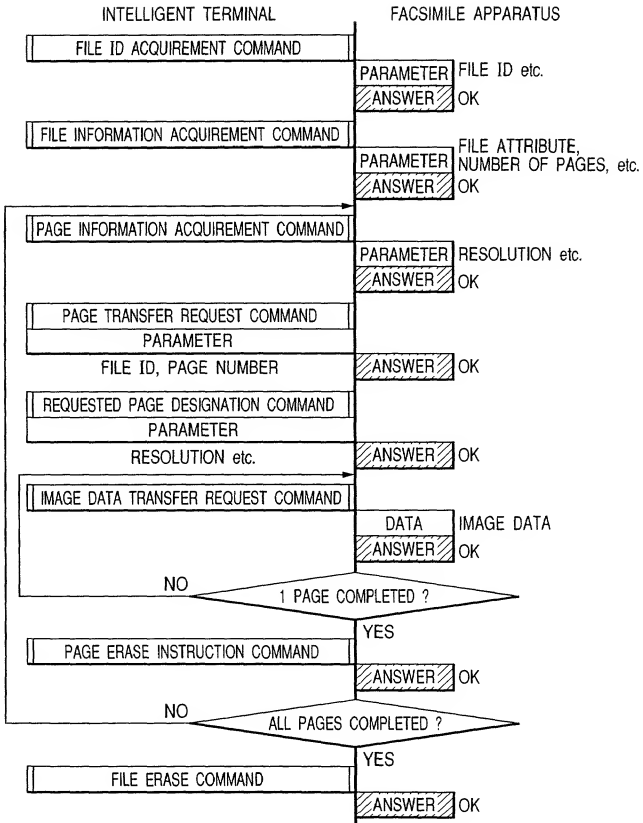 INTELLIGENT TERMINAL
FACSIMILE APPARATUS
FILE ID ACQUIREMENT COMMAND
PARAMETER
FILE ID etc.
ANSWER
OK
FILE INFORMATION ACQUIREMENT COMMAND
PARAMETER
FILE ATTRIBUTE,
NUMBER OF PAGES, etc.
ANSWER
OK
PAGE INFORMATION ACQUIREMENT COMMAND
PARAMETER
RESOLUTION etc.
ANSWER
OK
PAGE TRANSFER REQUEST COMMAND
PARAMETER
FILE ID, PAGE NUMBER
ANSWER
OK
REQUESTED PAGE DESIGNATION COMMAND
PARAMETER
RESOLUTION etc.
ANSWER
OK
IMAGE DATA TRANSFER REQUEST COMMAND
DATA
IMAGE DATA
ANSWER
OK
NO
1 PAGE COMPLETED ?
YES
PAGE ERASE INSTRUCTION COMMAND
ANSWER
OK
NO
ALL PAGES COMPLETED ?
YES
FILE ERASE COMMAND
ANSWER
OK